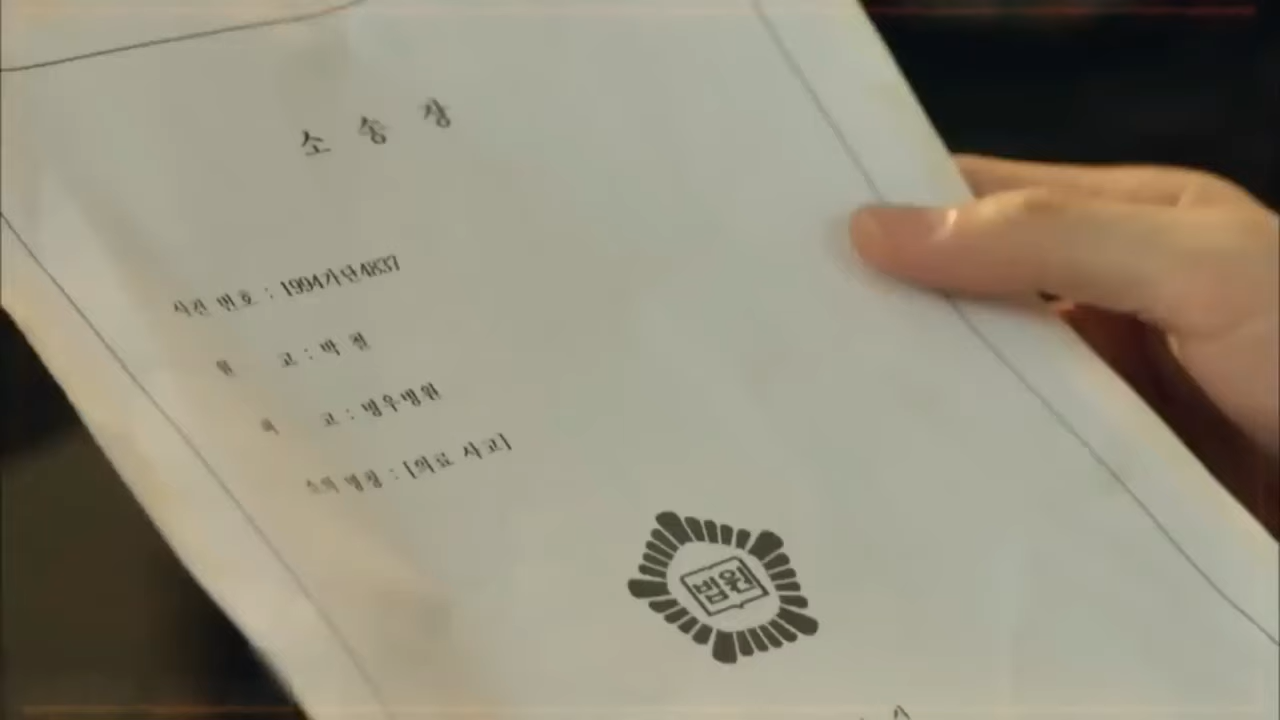 소 송 장
사건 번호 : 1994가단4837
원 고 : 박 철
피 고 : 명우병원
소의 명칭 : [의료 사고]
법원